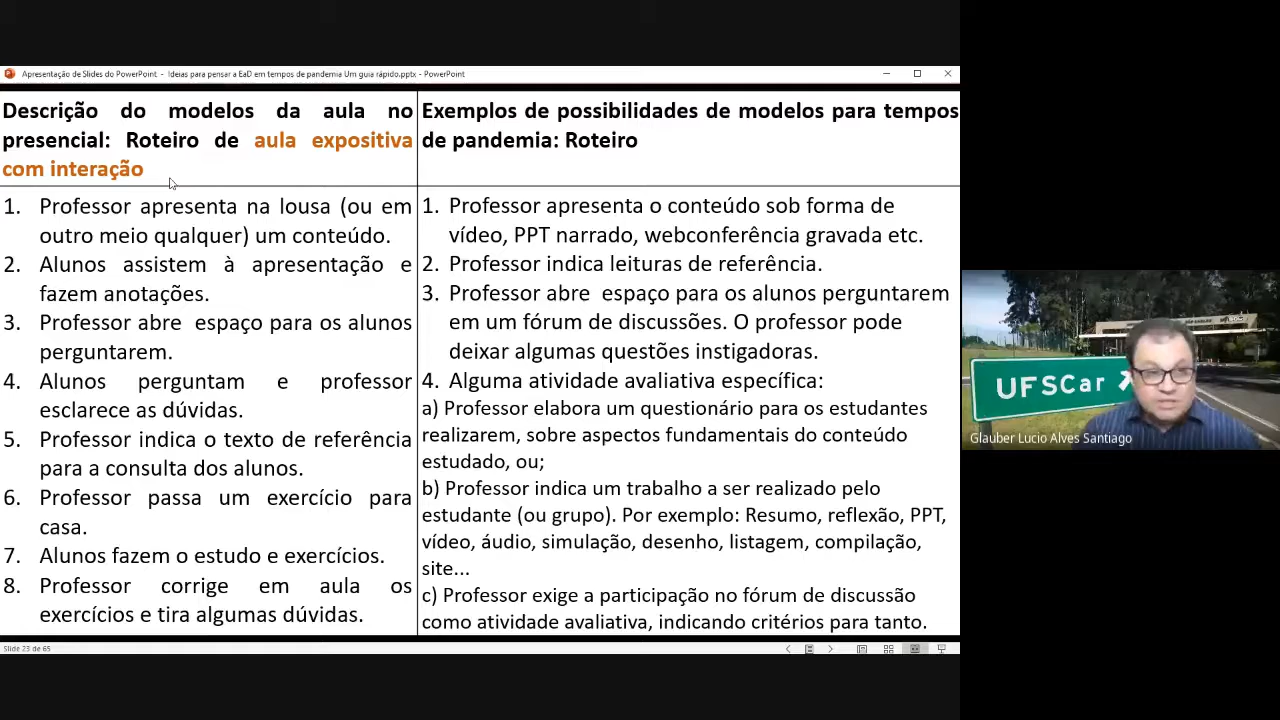 Apresentação de Slides do PowerPoint - Ideias para pensar a EaD em tempos de pandemia Um guia rápido.pptx - PowerPoint
Descrição do modelos da aula no
presencial: Roteiro de aula expositiva
com interação
1. Professor apresenta na lousa (ou em
outro meio qualquer) um conteúdo.
2. Alunos assistem à apresentação e
fazem anotações.
3. Professor abre espaço para os alunos
perguntarem.
4. Alunos perguntam e professor
esclarece as dúvidas.
5. Professor indica o texto de referência
para a consulta dos alunos.
6. Professor passa um exercício para
casa.
7. Alunos fazem o estudo e exercícios.
8. Professor corrige em aula os
exercícios e tira algumas dúvidas.
Exemplos de possibilidades de modelos para tempos
de pandemia: Roteiro
1. Professor apresenta o conteúdo sob forma de
vídeo, PPT narrado, webconferência gravada etc.
2. Professor indica leituras de referência.
3. Professor abre espaço para os alunos perguntarem
em um fórum de discussões. O professor pode
deixar algumas questões instigadoras.
4. Alguma atividade avaliativa específica:
a) Professor elabora um questionário para os estudantes
realizarem, sobre aspectos fundamentais do conteúdo
estudado, ou;
b) Professor indica um trabalho a ser realizado pelo
estudante (ou grupo). Por exemplo: Resumo, reflexão, PPT,
vídeo, áudio, simulação, desenho, listagem, compilação,
site...
c) Professor exige a participação no fórum de discussão
como atividade avaliativa, indicando critérios para tanto.
Slide 23 de 65
UFSCar
Glauber Lucio Alves Santiago